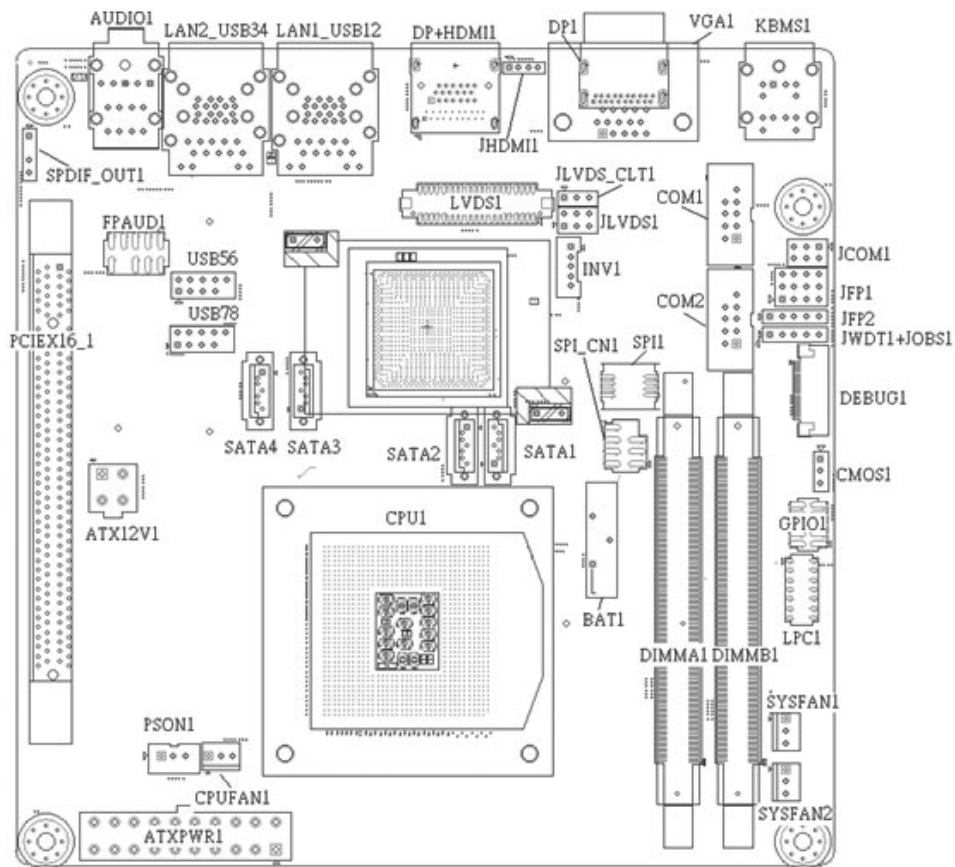 AUDIO1
LAN2_USB34
LAN1_USB12
DP+HDMI1
DP1
VGA1
KBMS1
JHDMI1
SPDIF_OUT1
JLVDS_CLT1
LVDS1
COM1
FPAUD1
JLVDS1
JCOM1
USB56
INV1
JFP1
COM2
USB78
JFP2
PCIEX16_1
JWDT1+JOBS1
SPI_CN1
SPI1
DEBUG1
SATA4
SATA3
SATA2
SATA1
CMOS1
CPU1
GPIO1
ATX12V1
BAT1
LPC1
DIMMA1
DIMMB1
SYSFAN1
PSON1
CPUFAN1
SYSFAN2
ATXPWR1